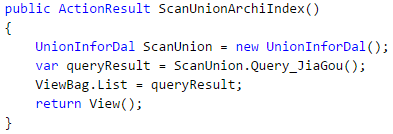 public ActionResult ScanUnionArchiIndex()
{
    UnionInforDal ScanUnion = new UnionInforDal();
    var queryResult = ScanUnion.Query_JiaGou();
    ViewBag.List = queryResult;
    return View();
}